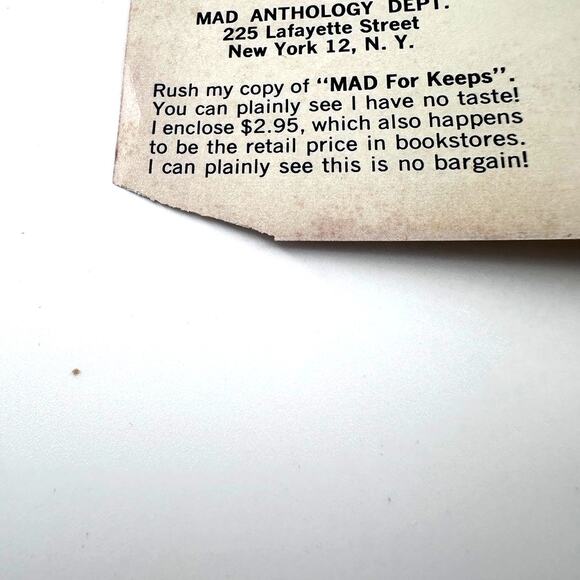 MAD ANTHOLOGY DEPT.
225 Lafayette Street
New York 12, N. Y.
Rush my copy of "MAD For Keeps".
You can plainly see I have no taste!
I enclose $2.95, which also happens
to be the retail price in bookstores.
I can plainly see this is no bargain!